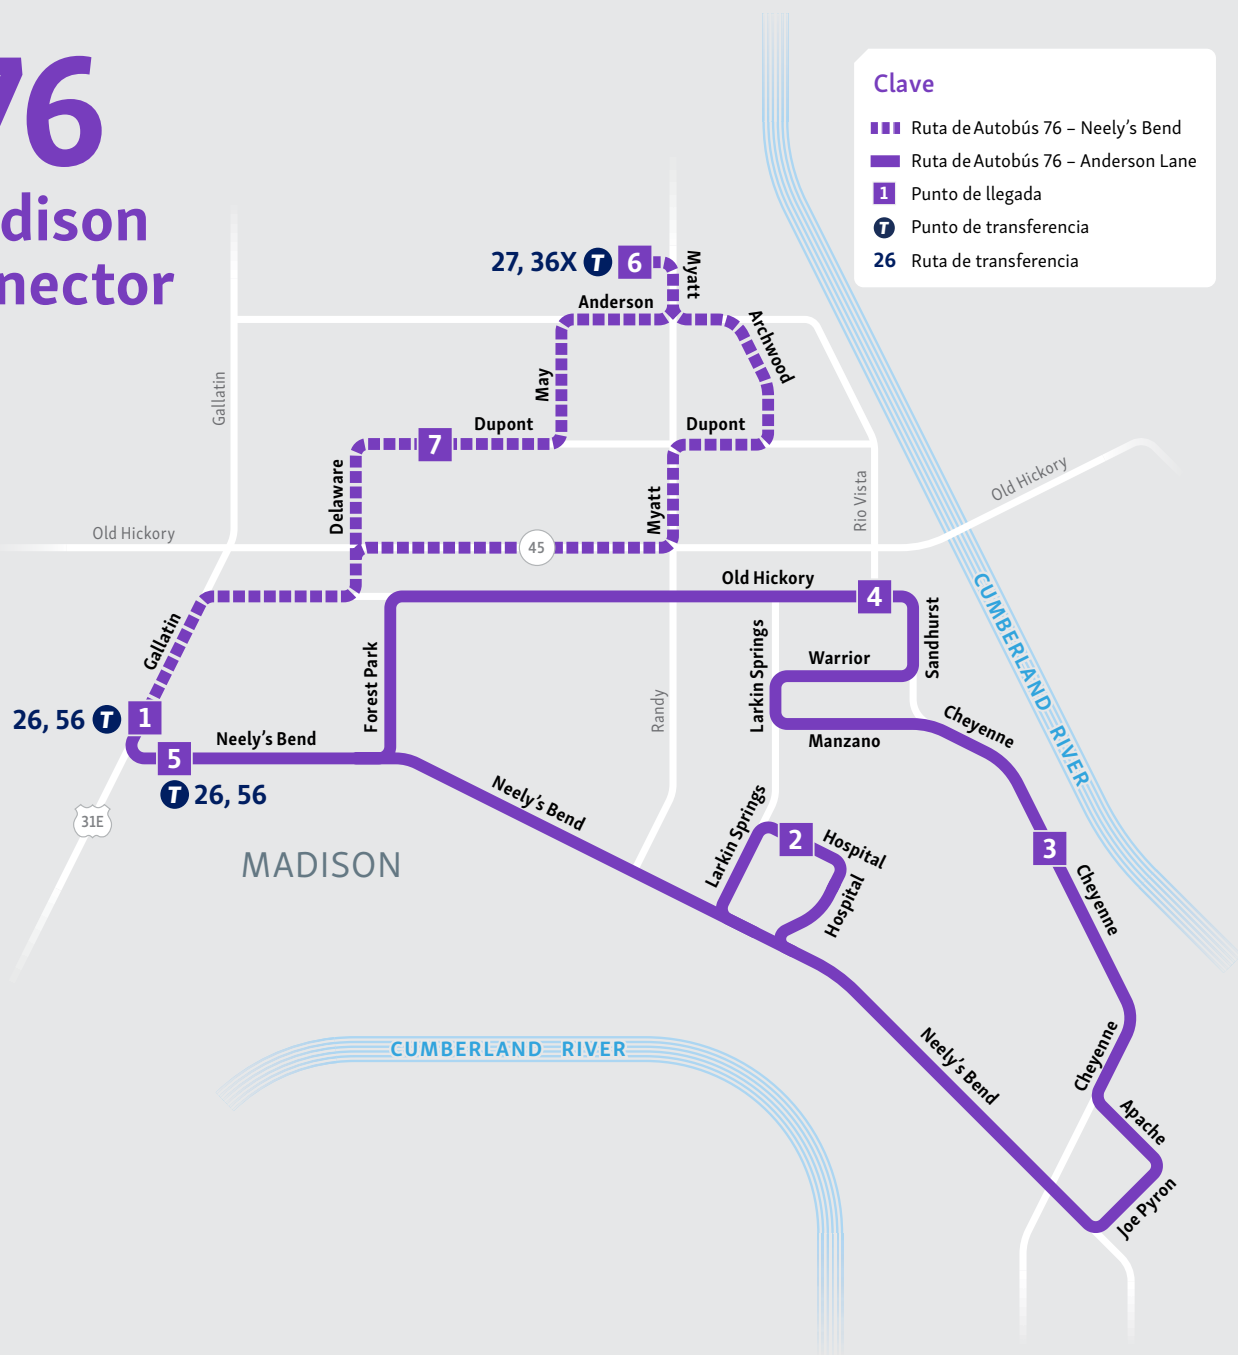 76
dison
nector
Clave
Ruta de Autobús 76 – Neely's Bend
Ruta de Autobús 76 – Anderson Lane
1 Punto de llegada
T Punto de transferencia
26 Ruta de transferencia
27, 36X T 6
Myatt
Anderson
Archwood
Gallatin
May
Dupont
Dupont
7
Delaware
Myatt
Rio Vista
Old Hickory
Old Hickory
45
Old Hickory
4
CUMBERLAND RIVER
Gallatin
Forest Park
Larkin Springs
Warrior
Sandhurst
Randy
26, 56 T 1
Neely's Bend
5
T 26, 56
Manzano
Cheyenne
31E
Neely's Bend
MADISON
Larkin Springs
2
Hospital
Hospital
3
Cheyenne
CUMBERLAND RIVER
Neely's Bend
Cheyenne
Apache
Joe Pyron